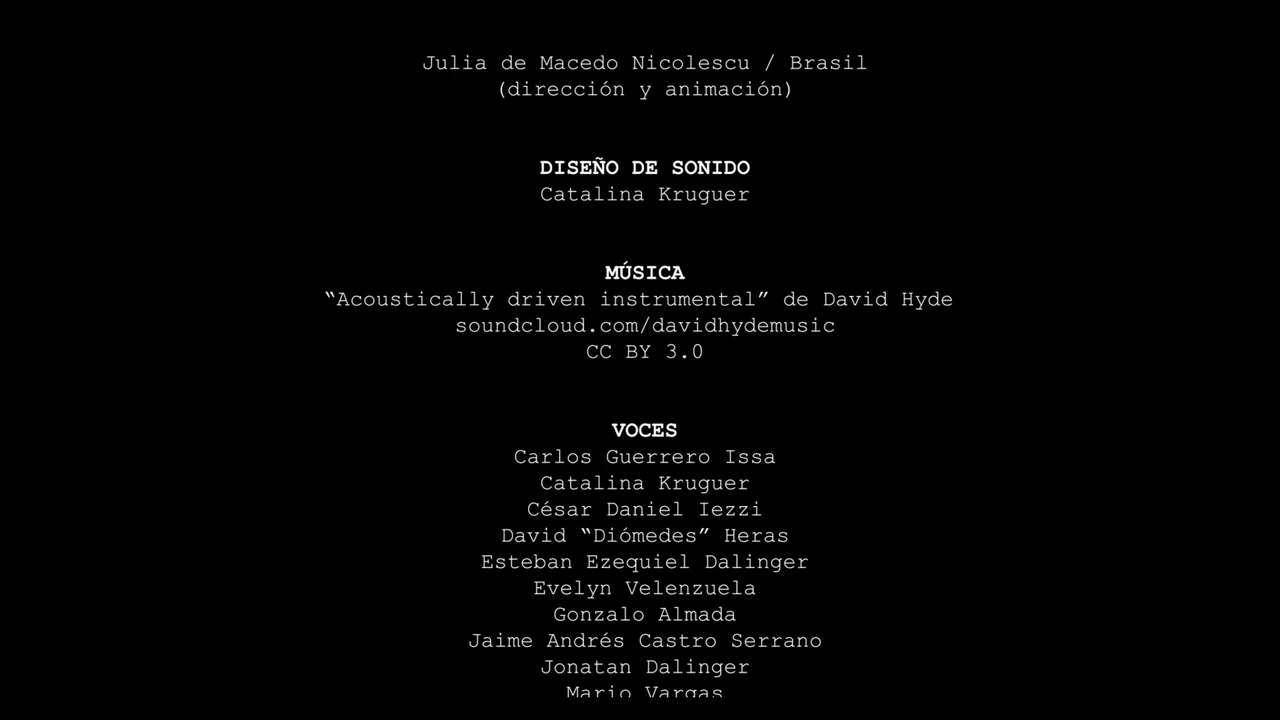 Julia de Macedo Nicolescu / Brasil
(dirección y animación)
DISEÑO DE SONIDO
Catalina Kruguer
MÚSICA
“Acoustically driven instrumental” de David Hyde
soundcloud.com/davidhydemusic
CC BY 3.0
VOCES
Carlos Guerrero Issa
Catalina Kruguer
César Daniel Iezzi
David “Diómedes” Heras
Esteban Ezequiel Dalinger
Evelyn Velenzuela
Gonzalo Almada
Jaime Andrés Castro Serrano
Jonatan Dalinger
Mario Vargas